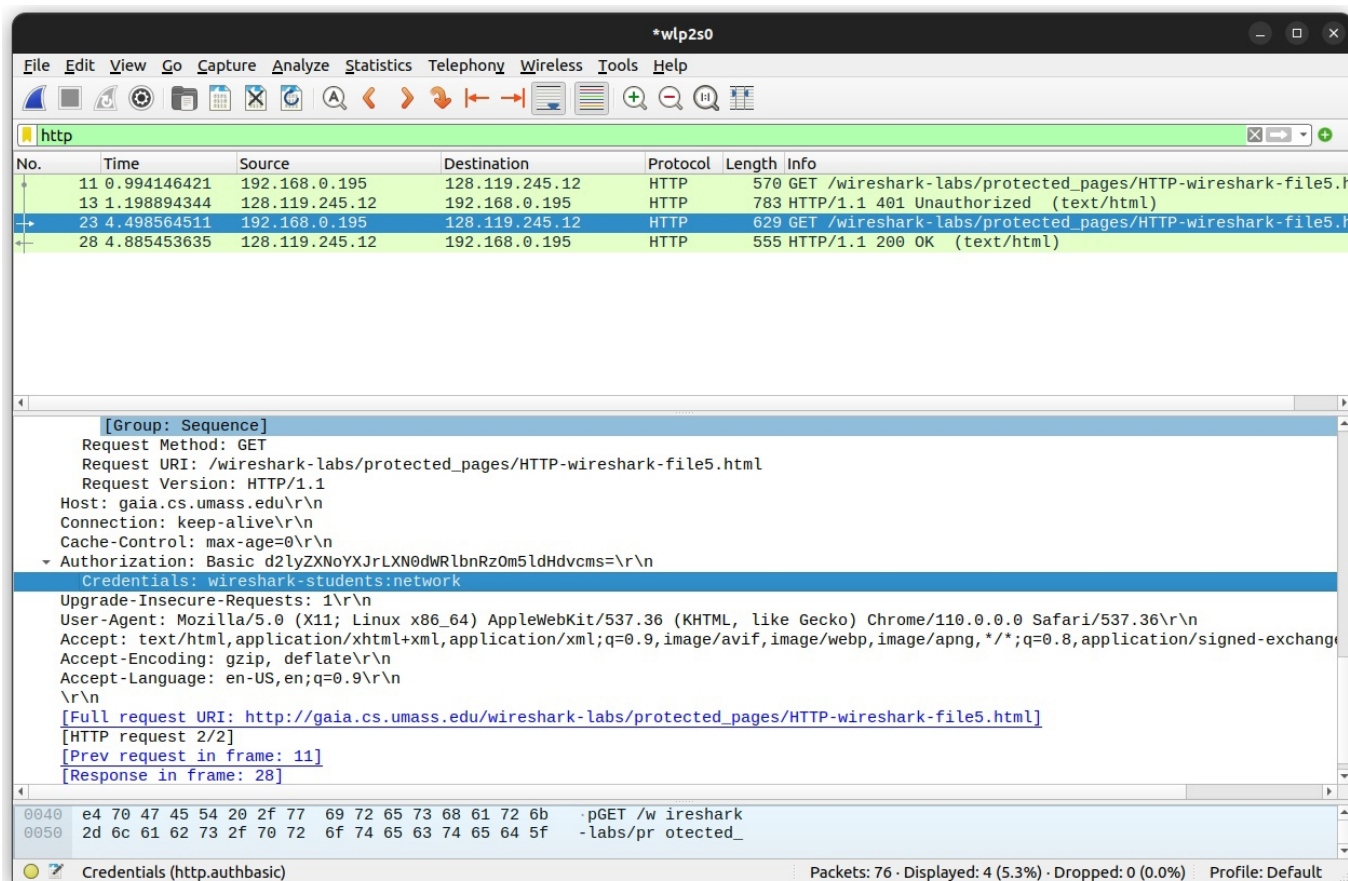 *wlp2s0
File Edit View Go Capture Analyze Statistics Telephony Wireless Tools Help
http
No. Time Source Destination Protocol Length Info
11 0.994146421 192.168.0.195 128.119.245.12 HTTP 570 GET /wireshark-labs/protected_pages/HTTP-wireshark-file5.h
13 1.198894344 128.119.245.12 192.168.0.195 HTTP 783 HTTP/1.1 401 Unauthorized (text/html)
23 4.498564511 192.168.0.195 128.119.245.12 HTTP 629 GET /wireshark-labs/protected_pages/HTTP-wireshark-file5.h
28 4.885453635 128.119.245.12 192.168.0.195 HTTP 555 HTTP/1.1 200 OK (text/html)
[Group: Sequence]
Request Method: GET
Request URI: /wireshark-labs/protected_pages/HTTP-wireshark-file5.html
Request Version: HTTP/1.1
Host: gaia.cs.umass.edu\r\n
Connection: keep-alive\r\n
Cache-Control: max-age=0\r\n
Authorization: Basic d2lyZXNoYXJrLXN0dWRlbnRzOm5ldHdvcms=\r\n
Credentials: wireshark-students:network
Upgrade-Insecure-Requests: 1\r\n
User-Agent: Mozilla/5.0 (X11; Linux x86_64) AppleWebKit/537.36 (KHTML, like Gecko) Chrome/110.0.0.0 Safari/537.36\r\n
Accept: text/html,application/xhtml+xml,application/xml;q=0.9,image/avif,image/webp,image/apng,*/*;q=0.8,application/signed-exchange
Accept-Encoding: gzip, deflate\r\n
Accept-Language: en-US,en;q=0.9\r\n
\r\n
[Full request URI: http://gaia.cs.umass.edu/wireshark-labs/protected_pages/HTTP-wireshark-file5.html]
[HTTP request 2/2]
[Prev request in frame: 11]
[Response in frame: 28]
0040 e4 70 47 45 54 20 2f 77 69 72 65 73 68 61 72 6b ·pGET /w ireshark
0050 2d 6c 61 62 73 2f 70 72 6f 74 65 63 74 65 64 5f -labs/pr otected_
Credentials (http.authbasic) Packets: 76 · Displayed: 4 (5.3%) · Dropped: 0 (0.0%) Profile: Default